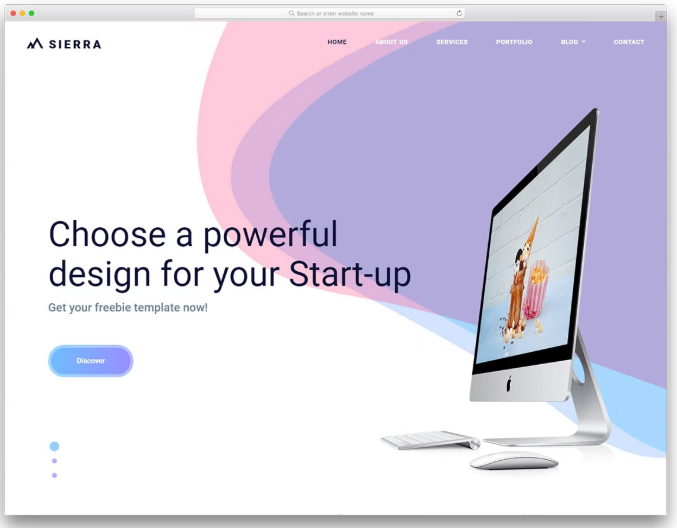 Search or enter website name
SIERRA
HOME ABOUT US SERVICES PORTFOLIO BLOG CONTACT
Choose a powerful
design for your Start-up
Get your freebie template now!
Discover